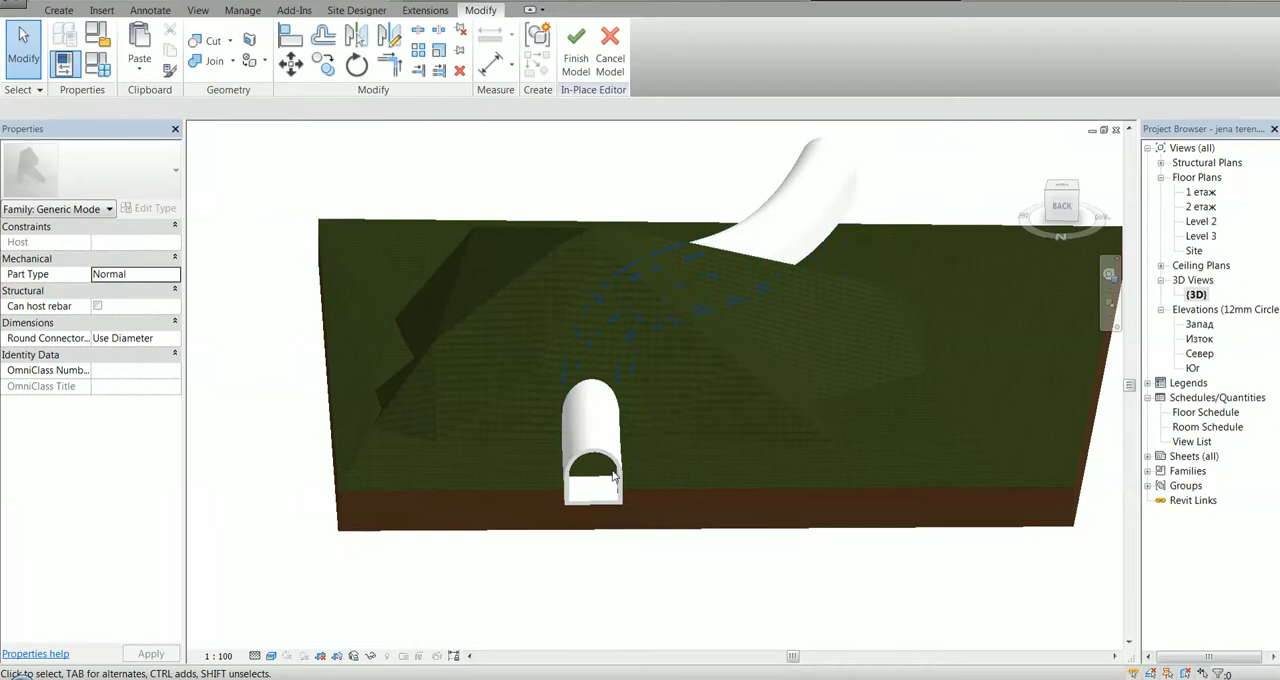 Create Insert Annotate View Manage Add-Ins Site Designer Extensions Modify
Modify
Paste
Cut
Join
Finish Model
Cancel Model
Select Properties Clipboard Geometry Modify Measure Create In-Place Editor
Properties
Family: Generic Mode
Edit Type
Constraints
Host
Mechanical
Part Type Normal
Structural
Can host rebar
Dimensions
Round Connector... Use Diameter
Identity Data
OmniClass Numb...
OmniClass Title
Properties help
Apply
BACK
N
1 : 100
Project Browser - jena teren....
Views (all)
Structural Plans
Floor Plans
1 етаж
2 етаж
Level 2
Level 3
Site
Ceiling Plans
3D Views
{3D}
Elevations (12mm Circle
Запад
Изток
Север
Юг
Legends
Schedules/Quantities
Floor Schedule
Room Schedule
View List
Sheets (all)
Families
Groups
Revit Links
Click to select, TAB for alternates, CTRL adds, SHIFT unselects.
:0